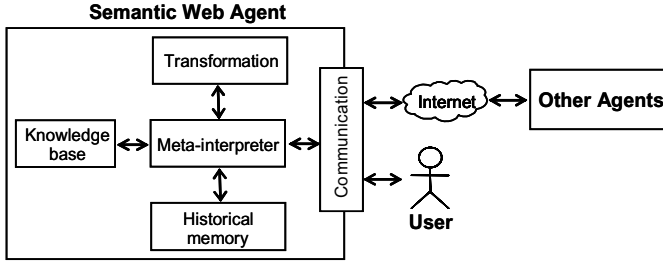 Semantic Web Agent
Transformation
Knowledge
base
Meta-interpreter
Historical
memory
Communication
Internet
Other Agents
User